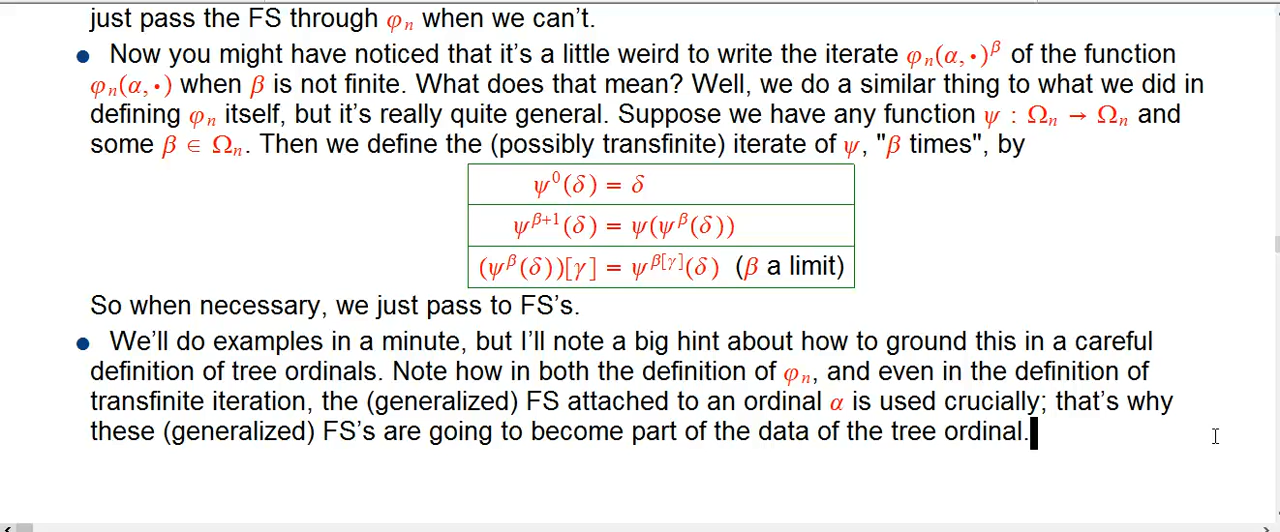 just pass the FS through φₙ when we can't.
● Now you might have noticed that it's a little weird to write the iterate φₙ(α, •)^β of the function
φₙ(α, •) when β is not finite. What does that mean? Well, we do a similar thing to what we did in
defining φₙ itself, but it's really quite general. Suppose we have any function ψ : Ωₙ → Ωₙ and
some β ∈ Ωₙ. Then we define the (possibly transfinite) iterate of ψ, "β times", by
ψ⁰(δ) = δ
ψ^β+1(δ) = ψ(ψ^β(δ))
(ψ^β(δ))[γ] = ψ^β[γ](δ) (β a limit)
So when necessary, we just pass to FS's.
● We'll do examples in a minute, but I'll note a big hint about how to ground this in a careful
definition of tree ordinals. Note how in both the definition of φₙ, and even in the definition of
transfinite iteration, the (generalized) FS attached to an ordinal α is used crucially; that's why
these (generalized) FS's are going to become part of the data of the tree ordinal.